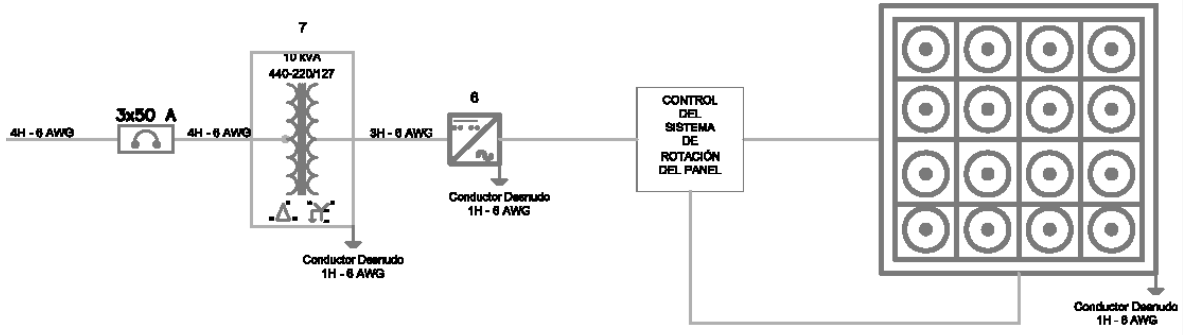 7
10 kVA
440-220/127
3x50 A
4H - 6 AWG
4H - 6 AWG
3H - 6 AWG
6
CONTROL
DEL
SISTEMA
DE
ROTACIÓN
DEL PANEL
Conductor Desnudo
1H - 6 AWG
Conductor Desnudo
1H - 6 AWG
Conductor Desnudo
1H - 6 AWG